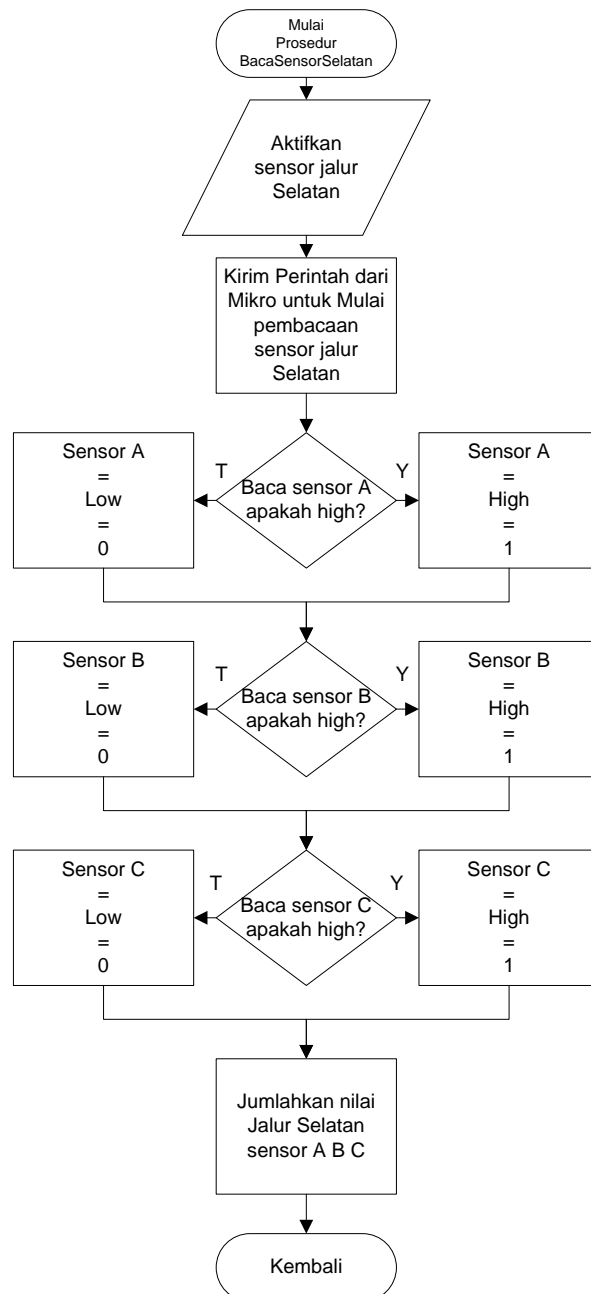 Mulai
Prosedur
BacaSensorSelatan
Aktifkan
sensor jalur
Selatan
Kirim Perintah dari
Mikro untuk Mulai
pembacaan
sensor jalur
Selatan
Sensor A
=
Low
=
0
T
Baca sensor A
apakah high?
Y
Sensor A
=
High
=
1
Sensor B
=
Low
=
0
T
Baca sensor B
apakah high?
Y
Sensor B
=
High
=
1
Sensor C
=
Low
=
0
T
Baca sensor C
apakah high?
Y
Sensor C
=
High
=
1
Jumlahkan nilai
Jalur Selatan
sensor A B C
Kembali